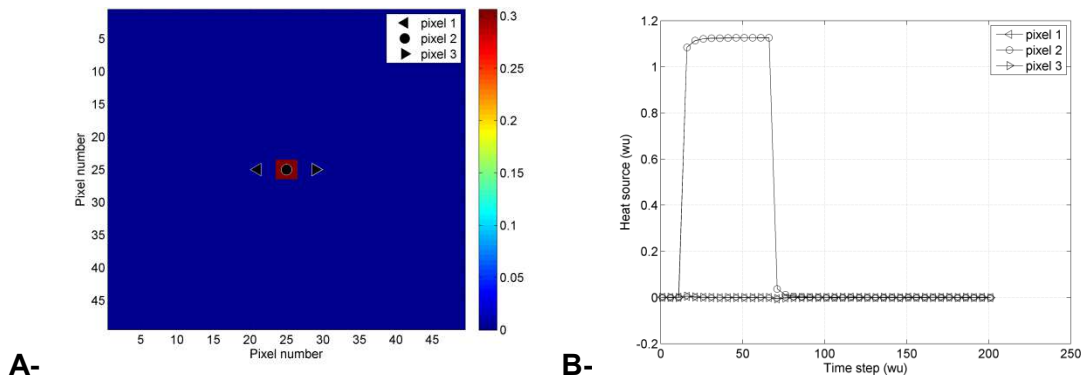 pixel 1
pixel 2
pixel 3
5
10
15
20
25
30
35
40
45
Pixel number
5 10 15 20 25 30 35 40 45
Pixel number
0.3
0.25
0.2
0.15
0.1
0.05
0
A-
pixel 1
pixel 2
pixel 3
1.2
1
0.8
0.6
0.4
0.2
0
-0.2
Heat source (wu)
0 50 100 150 200 250
Time step (wu)
B-